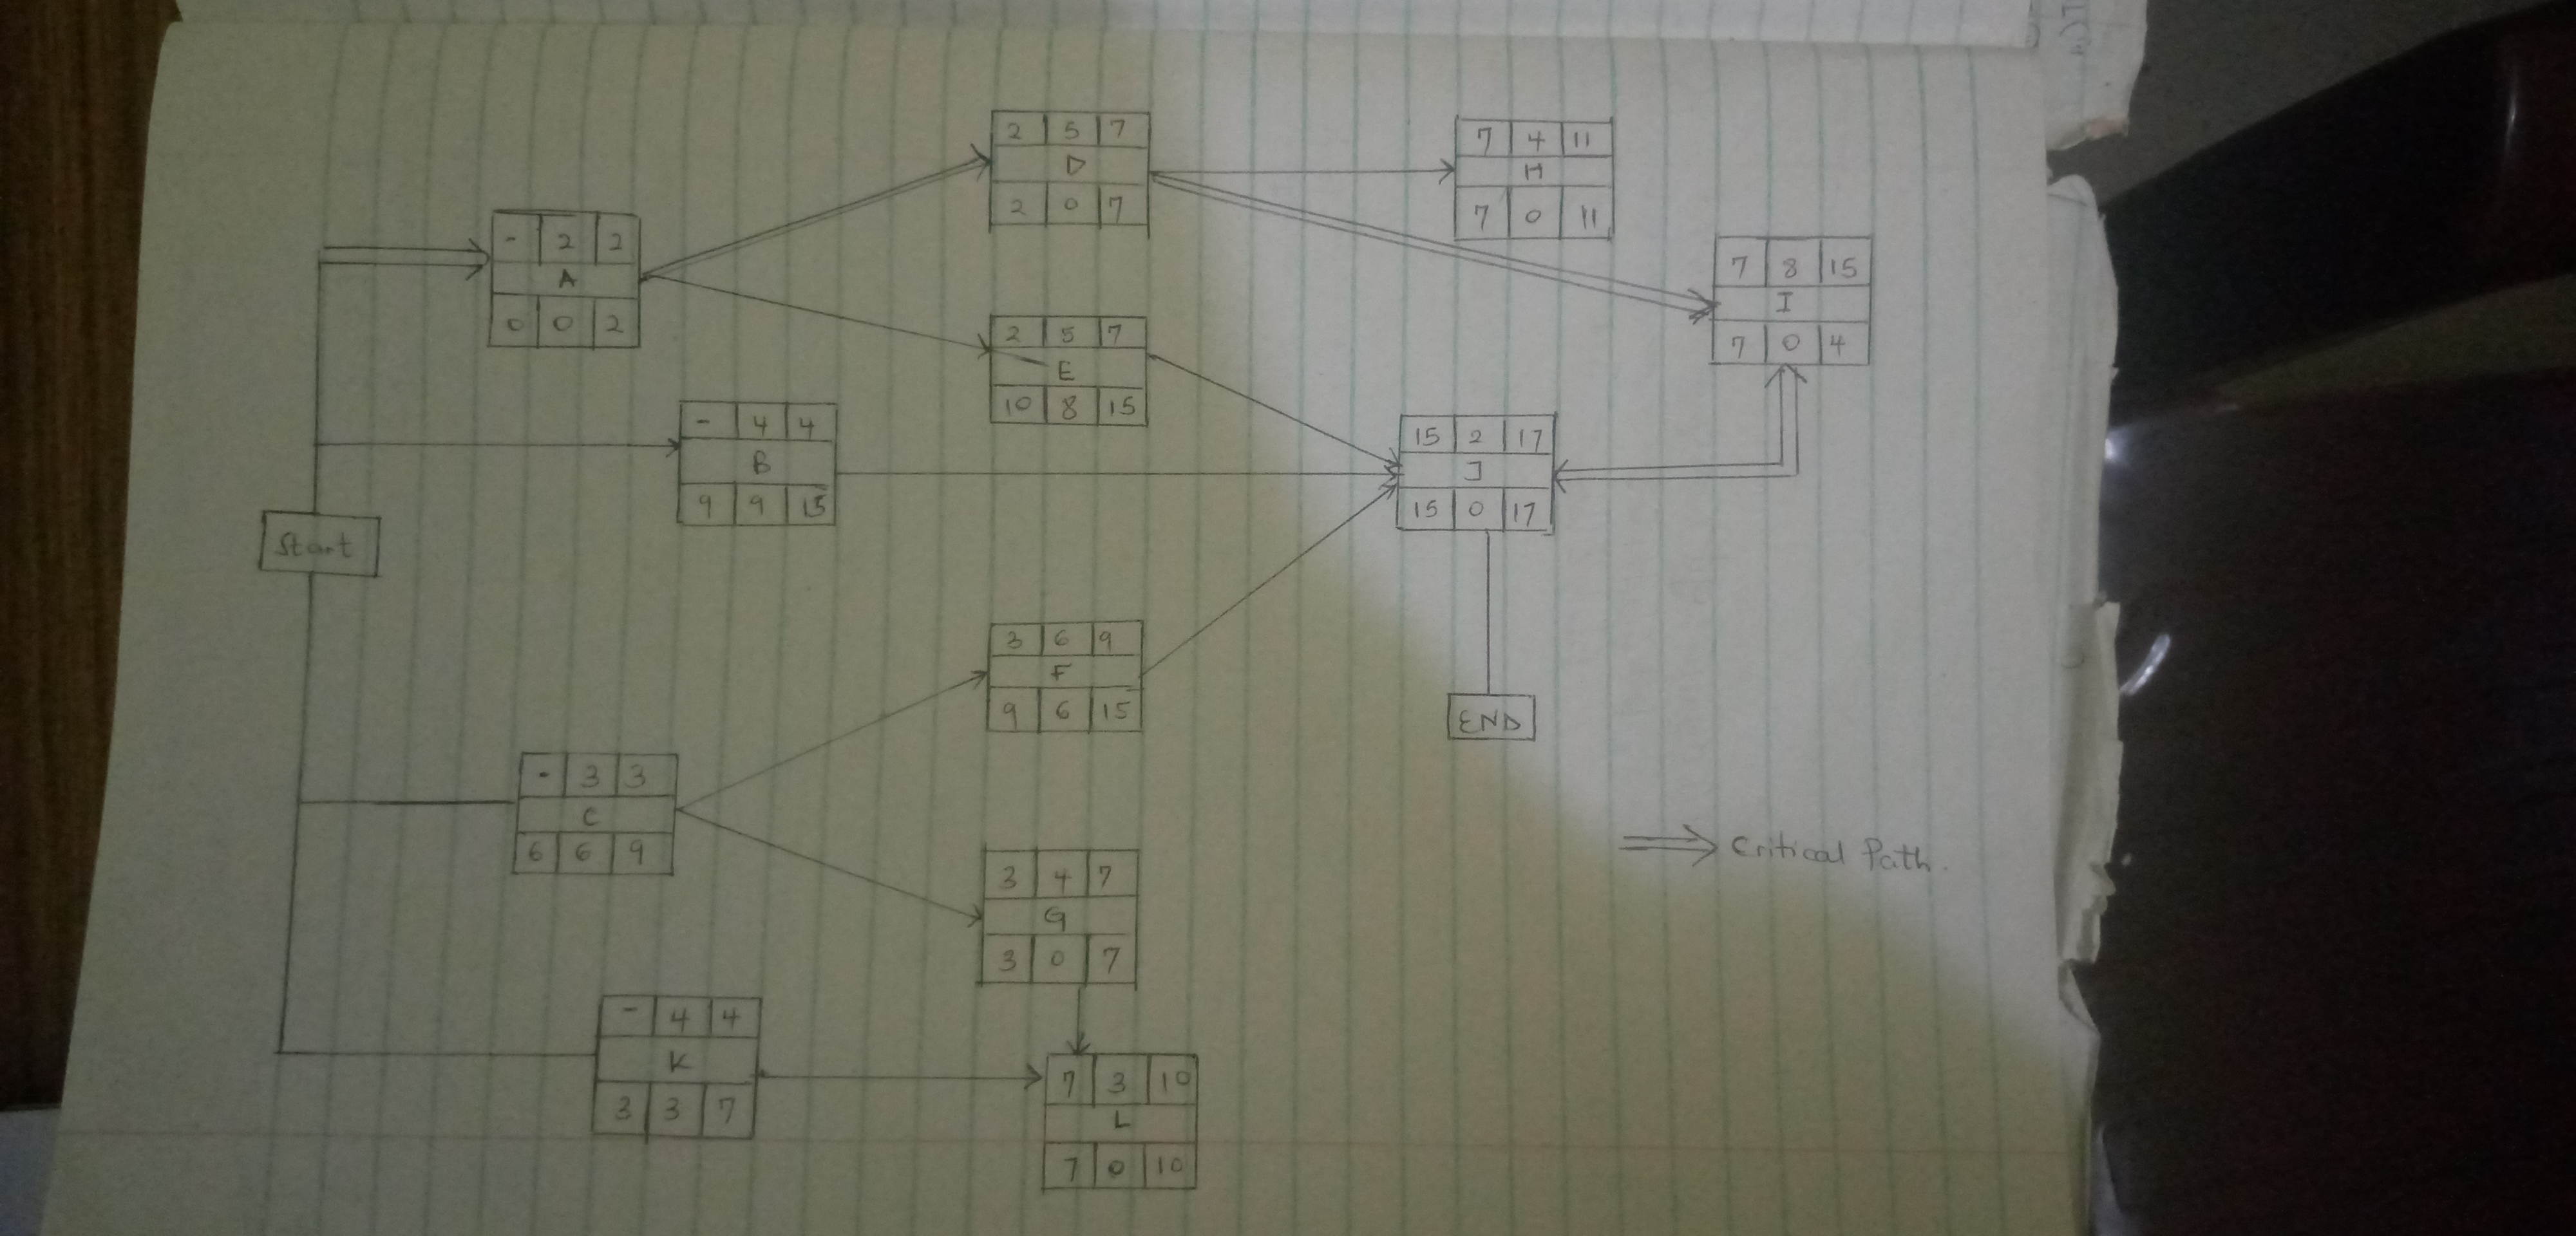 2 5 7
D
2 0 7
7 4 11
H
7 0 11
- 2 2
A
0 0 2
7 8 15
I
7 0 4
2 5 7
E
10 8 15
- 4 4
B
9 9 15
15 2 17
J
15 0 17
Start
3 6 9
F
9 6 15
END
- 3 3
C
6 6 9
Critical Path.
3 4 7
G
3 0 7
- 4 4
K
3 3 7
7 3 10
L
7 0 10